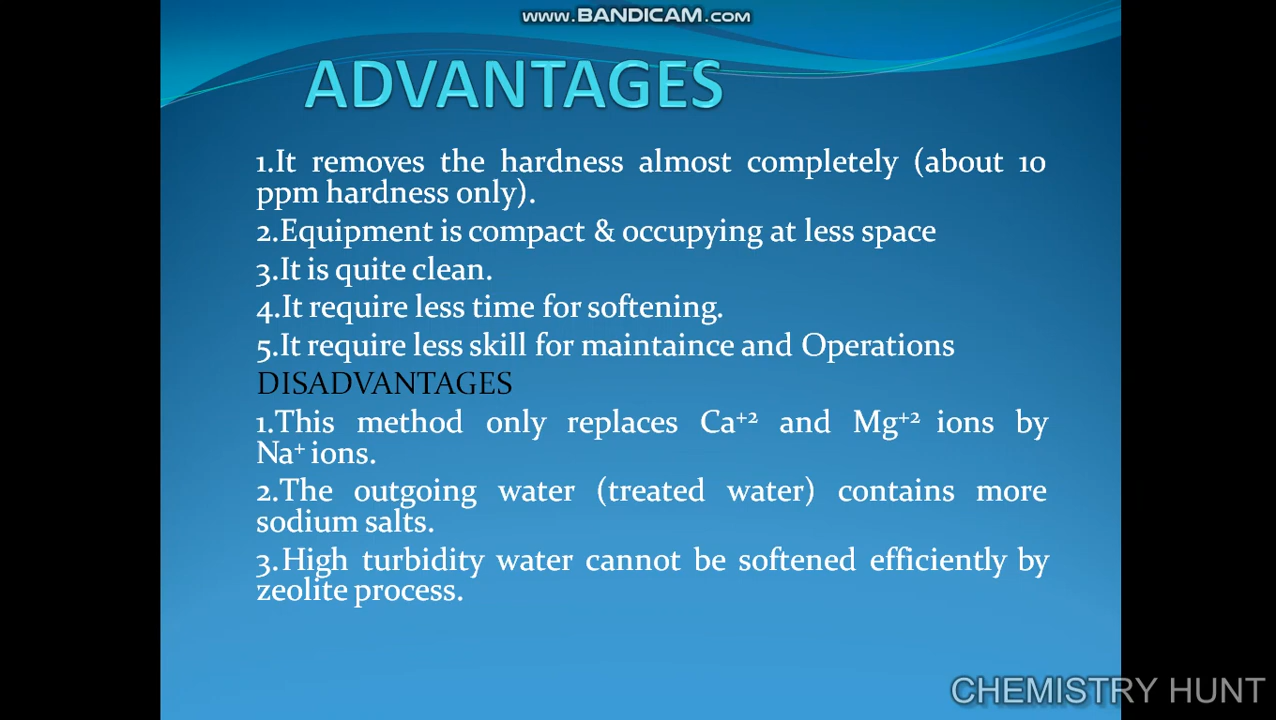 www.BANDICAM.com
ADVANTAGES
1.It removes the hardness almost completely (about 10
ppm hardness only).
2.Equipment is compact & occupying at less space
3.It is quite clean.
4.It require less time for softening.
5.It require less skill for maintaince and Operations
DISADVANTAGES
1.This method only replaces Ca⁺² and Mg⁺² ions by
Na⁺ ions.
2.The outgoing water (treated water) contains more
sodium salts.
3.High turbidity water cannot be softened efficiently by
zeolite process.
CHEMISTRY HUNT